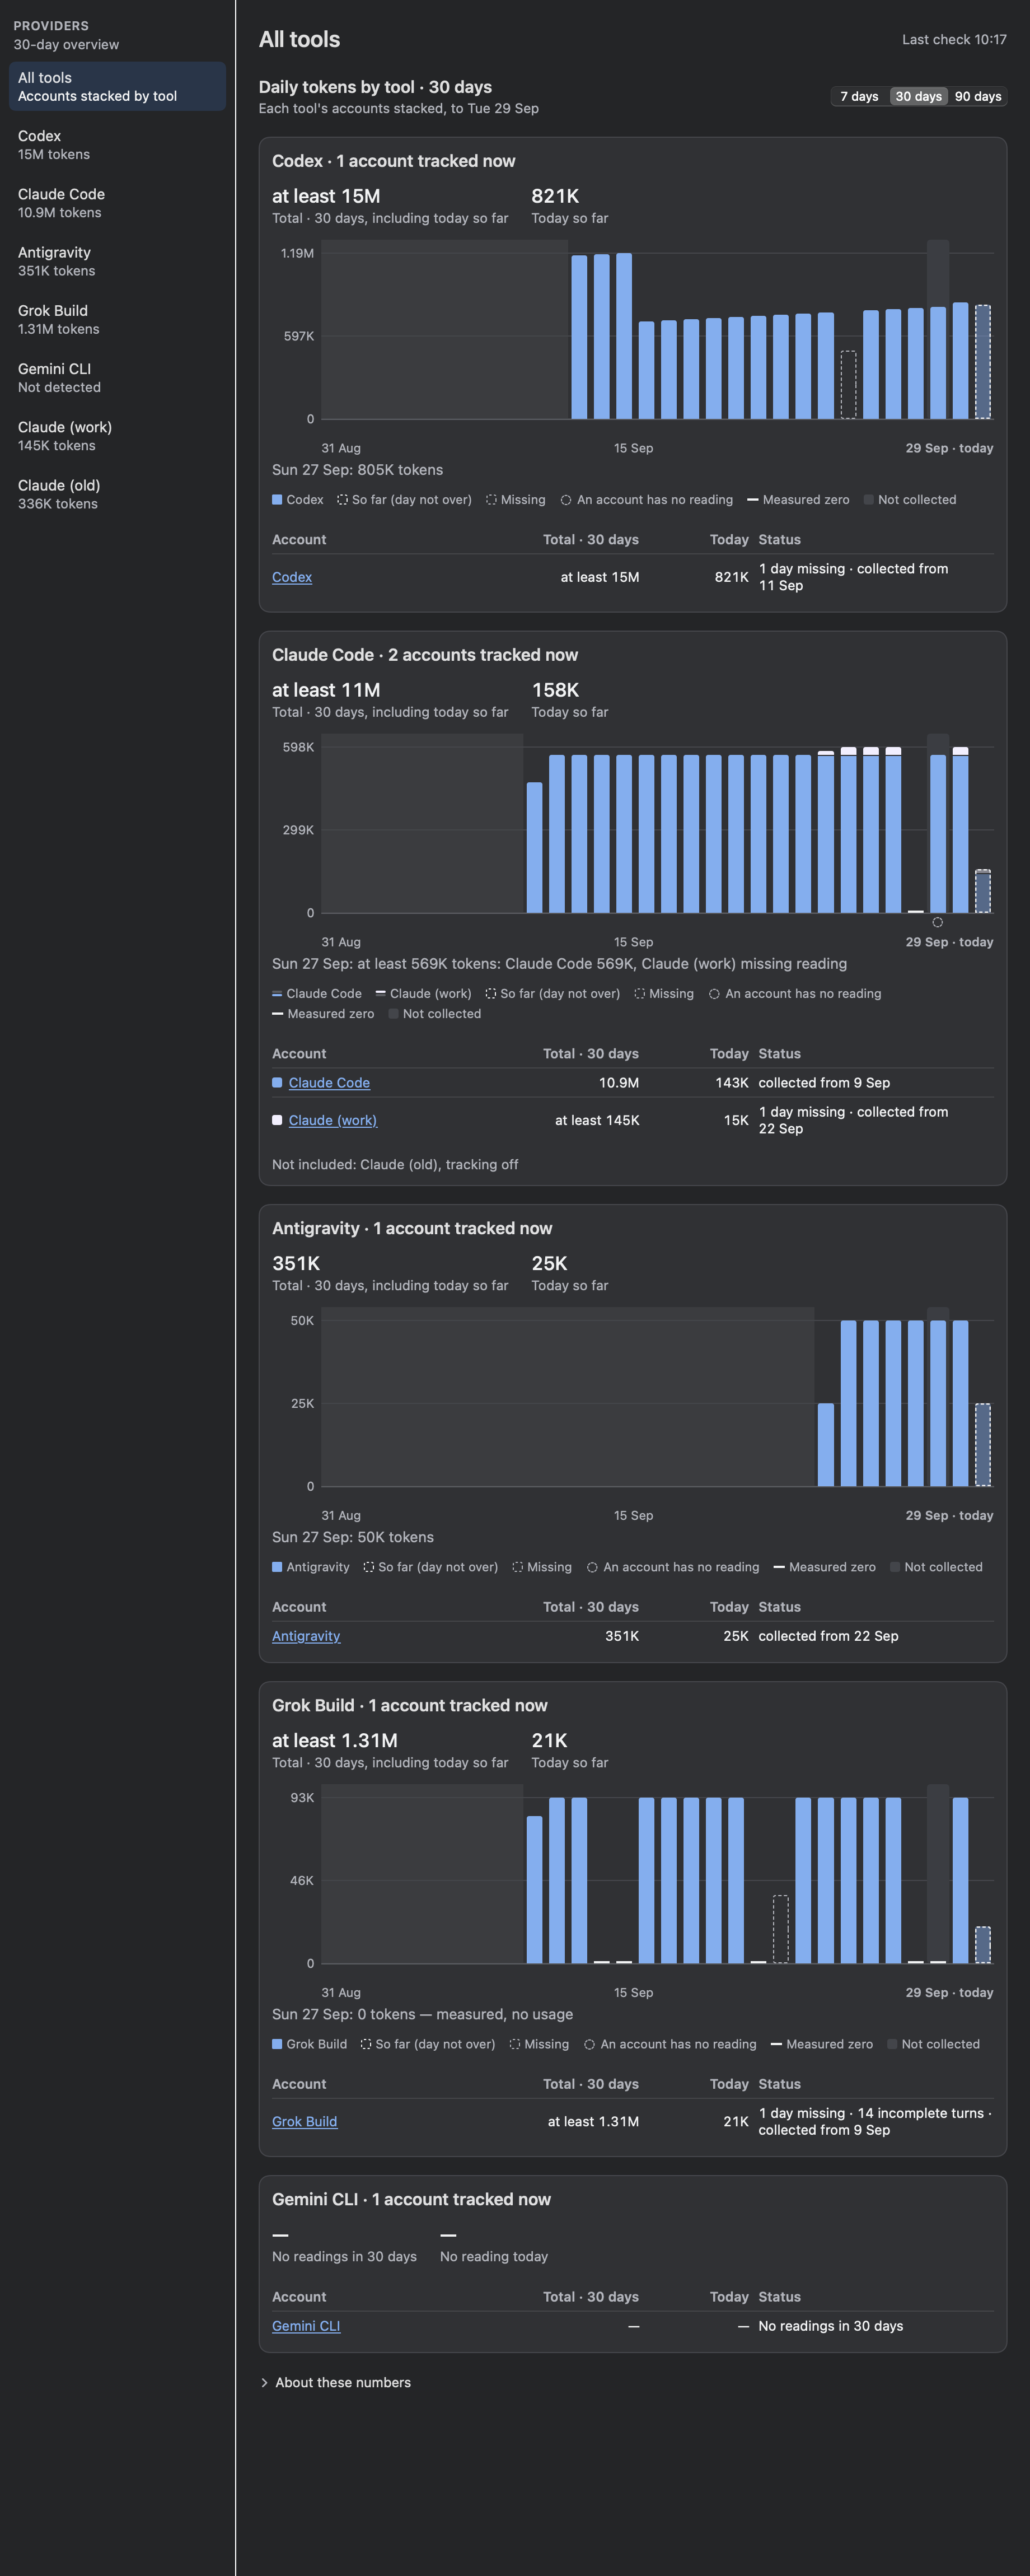 PROVIDERS
30-day overview
All tools
Accounts stacked by tool
Codex
15M tokens
Claude Code
10.9M tokens
Antigravity
351K tokens
Grok Build
1.31M tokens
Gemini CLI
Not detected
Claude (work)
145K tokens
Claude (old)
336K tokens
All tools
Last check 10:17
Daily tokens by tool · 30 days
Each tool's accounts stacked, to Tue 29 Sep
7 days 30 days 90 days
Codex · 1 account tracked now
at least 15M 821K
Total · 30 days, including today so far Today so far
1.19M
597K
0
31 Aug 15 Sep 29 Sep · today
Sun 27 Sep: 805K tokens
Codex So far (day not over) Missing An account has no reading Measured zero Not collected
Account Total · 30 days Today Status
Codex at least 15M 821K 1 day missing · collected from
11 Sep
Claude Code · 2 accounts tracked now
at least 11M 158K
Total · 30 days, including today so far Today so far
598K
299K
0
31 Aug 15 Sep 29 Sep · today
Sun 27 Sep: at least 569K tokens: Claude Code 569K, Claude (work) missing reading
Claude Code Claude (work) So far (day not over) Missing An account has no reading
Measured zero Not collected
Account Total · 30 days Today Status
Claude Code 10.9M 143K collected from 9 Sep
Claude (work) at least 145K 15K 1 day missing · collected from
22 Sep
Not included: Claude (old), tracking off
Antigravity · 1 account tracked now
351K 25K
Total · 30 days, including today so far Today so far
50K
25K
0
31 Aug 15 Sep 29 Sep · today
Sun 27 Sep: 50K tokens
Antigravity So far (day not over) Missing An account has no reading Measured zero Not collected
Account Total · 30 days Today Status
Antigravity 351K 25K collected from 22 Sep
Grok Build · 1 account tracked now
at least 1.31M 21K
Total · 30 days, including today so far Today so far
93K
46K
0
31 Aug 15 Sep 29 Sep · today
Sun 27 Sep: 0 tokens — measured, no usage
Grok Build So far (day not over) Missing An account has no reading Measured zero Not collected
Account Total · 30 days Today Status
Grok Build at least 1.31M 21K 1 day missing · 14 incomplete turns ·
collected from 9 Sep
Gemini CLI · 1 account tracked now
— —
No readings in 30 days No reading today
Account Total · 30 days Today Status
Gemini CLI — — No readings in 30 days
About these numbers